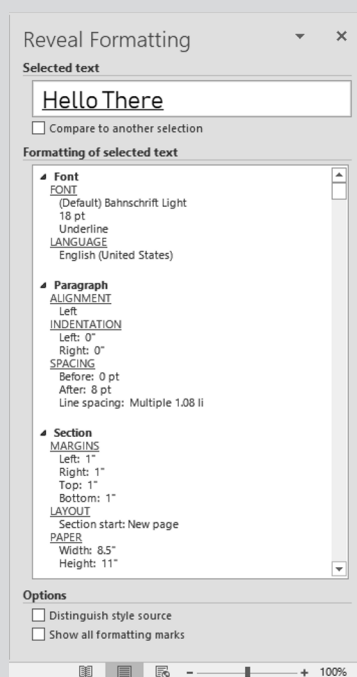 Reveal Formatting
Selected text
Hello There
Compare to another selection
Formatting of selected text
Font
FONT
(Default) Bahnschrift Light
18 pt
Underline
LANGUAGE
English (United States)
Paragraph
ALIGNMENT
Left
INDENTATION
Left: 0"
Right: 0"
SPACING
Before: 0 pt
After: 8 pt
Line spacing: Multiple 1.08 li
Section
MARGINS
Left: 1"
Right: 1"
Top: 1"
Bottom: 1"
LAYOUT
Section start: New page
PAPER
Width: 8.5"
Height: 11"
Options
Distinguish style source
Show all formatting marks
100%